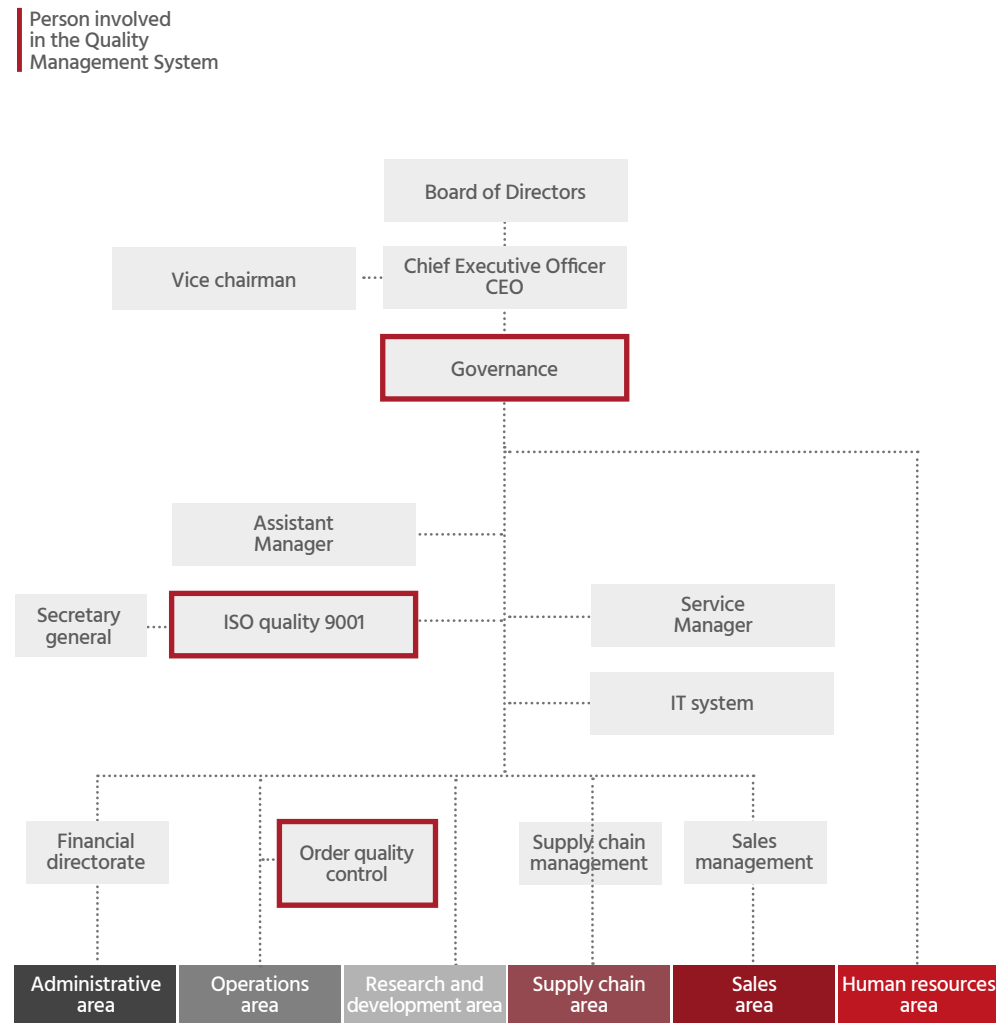 Person involved
in the Quality
Management System
Board of Directors
Vice chairman
Chief Executive Officer
CEO
Governance
Assistant
Manager
Secretary
general
ISO quality 9001
Service
Manager
IT system
Financial
directorate
Order quality
control
Supply chain
management
Sales
management
Administrative
area
Operations
area
Research and
development area
Supply chain
area
Sales
area
Human resources
area